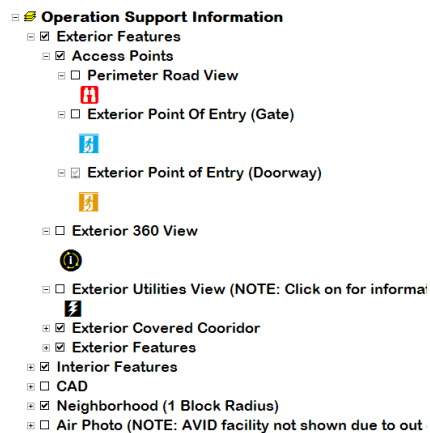 Operation Support Information
Exterior Features
Access Points
Perimeter Road View
Exterior Point Of Entry (Gate)
Exterior Point of Entry (Doorway)
Exterior 360 View
Exterior Utilities View (NOTE: Click on for informat
Exterior Covered Cooridor
Exterior Features
Interior Features
CAD
Neighborhood (1 Block Radius)
Air Photo (NOTE: AVID facility not shown due to out